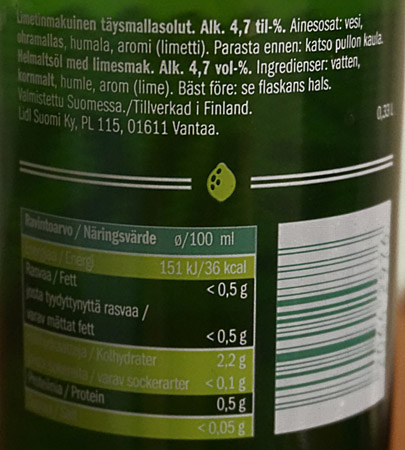 Limetinmakuinen täysmallasolut. Alk. 4,7 til-%. Ainesosat: vesi,
ohramallas, humala, aromi (limetti). Parasta ennen: katso pullon kaula.
Helmaltsöl med limesmak. Alk. 4,7 vol-%. Ingredienser: vatten,
kornmalt, humle, arom (lime). Bäst före: se flaskans hals.
Valmistettu Suomessa./Tillverkad i Finland.
Lidl Suomi Ky, PL 115, 01611 Vantaa.
0,33 L
Ravintoarvo / Näringsvärde ø/100 ml
Energiaa / Energi 151 kJ/36 kcal
Rasvaa / Fett < 0,5 g
josta tyydyttynyttä rasvaa /
varav mättat fett < 0,5 g
/ Kolhydrater 2,2 g
/ varav sockerarter < 0,1 g
Proteiinia / Protein 0,5 g
< 0,05 g